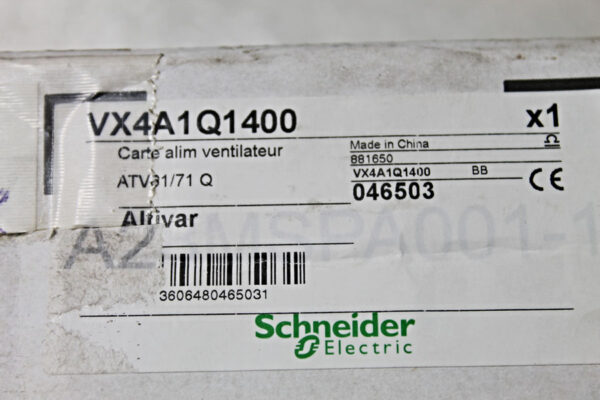 VX4A1Q1400
x1
Carte alim ventilateur
Made in China
881650
ATV61/71 Q
VX4A1Q1400 BB
046503
CE
Altivar
3606480465031
Schneider
Electric